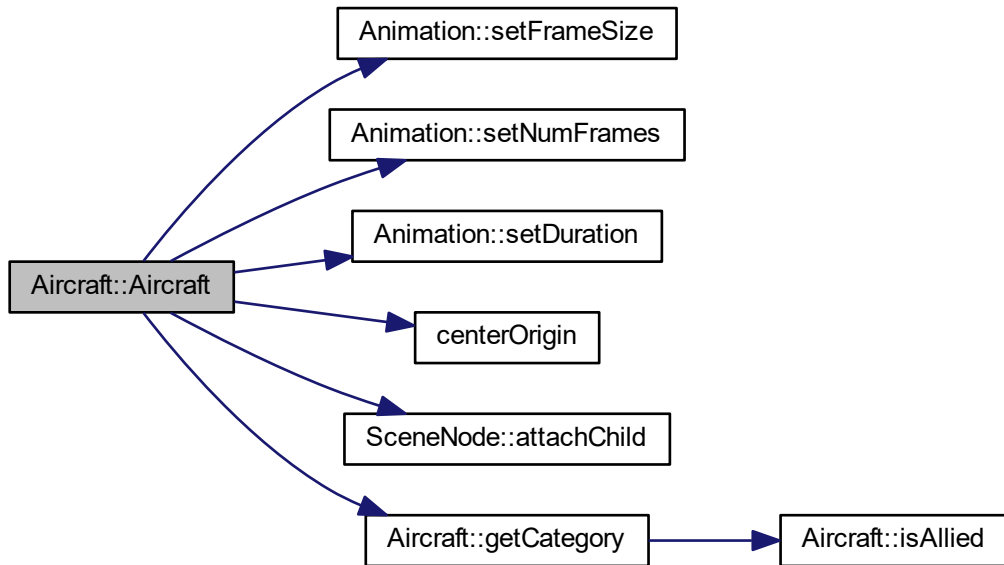 Animation::setFrameSize
Animation::setNumFrames
Animation::setDuration
Aircraft::Aircraft
centerOrigin
SceneNode::attachChild
Aircraft::getCategory
Aircraft::isAllied